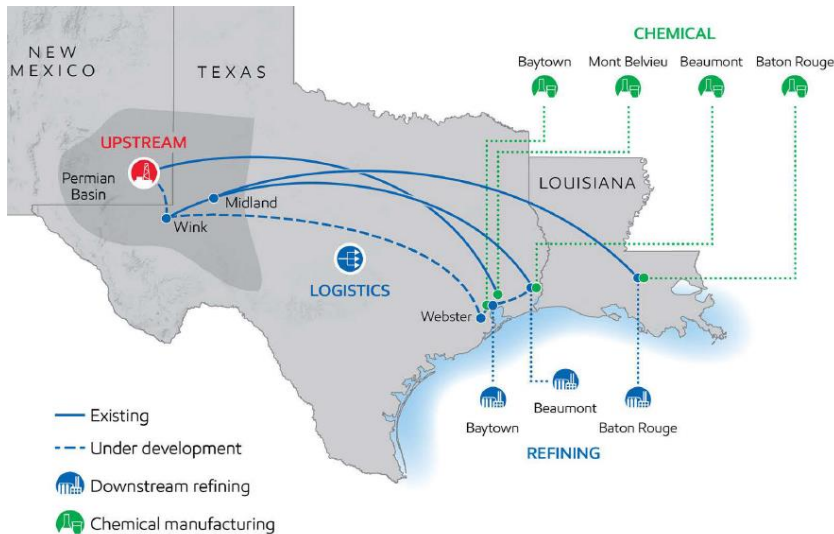 CHEMICAL
Baytown
Mont Belvieu
Beaumont
Baton Rouge
NEW
MEXICO
TEXAS
UPSTREAM
Permian
Basin
Midland
Wink
LOUISIANA
LOGISTICS
Webster
Baytown
Beaumont
Baton Rouge
REFINING
Existing
Under development
Downstream refining
Chemical manufacturing